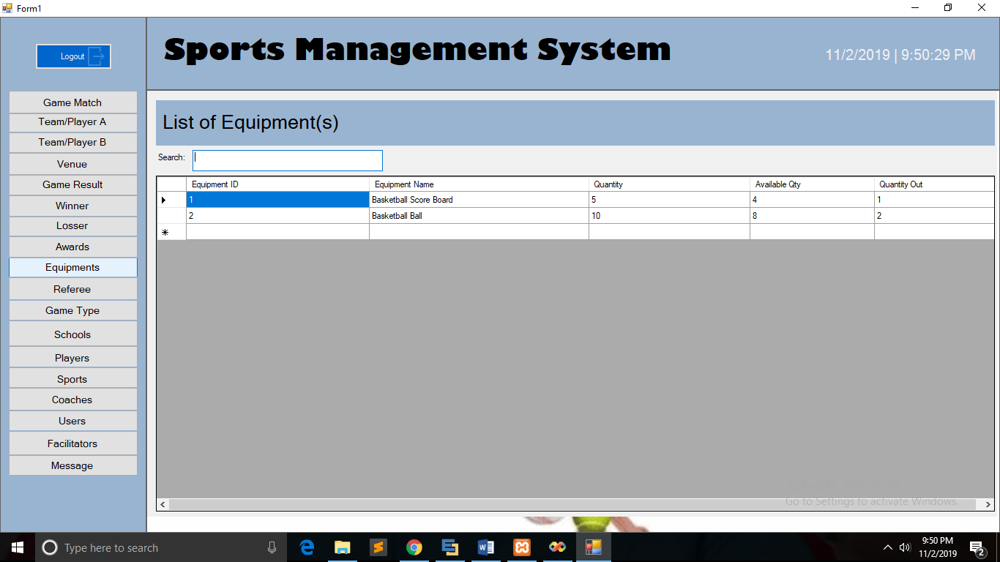 Form1
Logout
Sports Management System
11/2/2019 | 9:50:29 PM
Game Match
Team/Player A
Team/Player B
Venue
Game Result
Winner
Losser
Awards
Equipments
Referee
Game Type
Schools
Players
Sports
Coaches
Users
Facilitators
Message
List of Equipment(s)
Search:
Equipment ID Equipment Name Quantity Available Qty Quantity Out
1 Basketball Score Board 5 4 1
2 Basketball Ball 10 8 2
Activate Windows
Go to Settings to activate Windows.
Type here to search
9:50 PM
11/2/2019
2